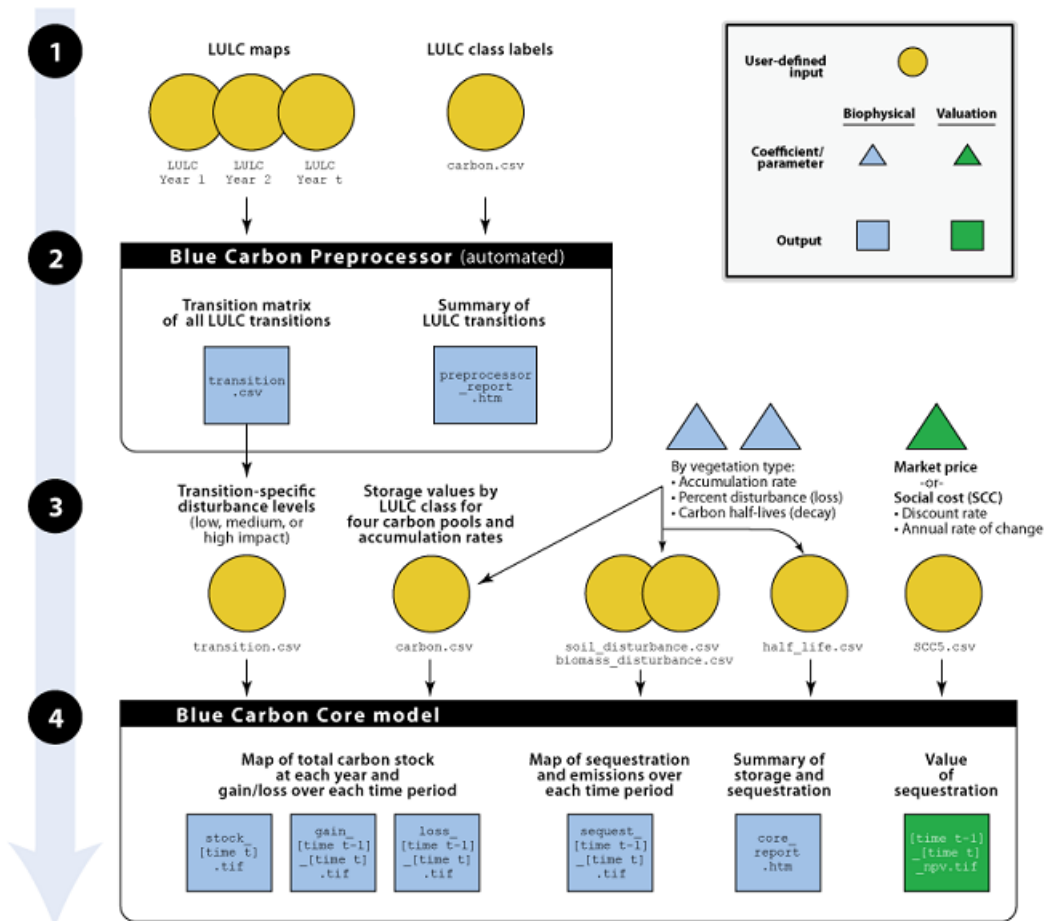 1
LULC maps
LULC class labels
LULC
Year 1
LULC
Year 2
LULC
Year t
carbon.csv
User-defined
input
Biophysical
Valuation
Coefficient/
parameter
Output
2
Blue Carbon Preprocessor (automated)
Transition matrix
of all LULC transitions
Summary of
LULC transitions
transition
.csv
preprocessor
_report
.htm
3
Transition-specific
disturbance levels
(low, medium, or
high impact)
Storage values by
LULC class for
four carbon pools and
accumulation rates
By vegetation type:
• Accumulation rate
• Percent disturbance (loss)
• Carbon half-lives (decay)
Market price
-or-
Social cost (SCC)
• Discount rate
• Annual rate of change
transition.csv
carbon.csv
soil_disturbance.csv
biomass_disturbance.csv
half_life.csv
SCC5.csv
4
Blue Carbon Core model
Map of total carbon stock
at each year and
gain/loss over each time period
Map of sequestration
and emissions over
each time period
Summary of
storage and
sequestration
Value
of
sequestration
stock_
[time t]
.tif
gain_
[time t-1]
_[time t]
.tif
loss_
[time t-1]
_[time t]
.tif
sequest_
[time t-1]
_[time t]
.tif
core_
report
.htm
[time t-1]
_[time t]
_npv.tif